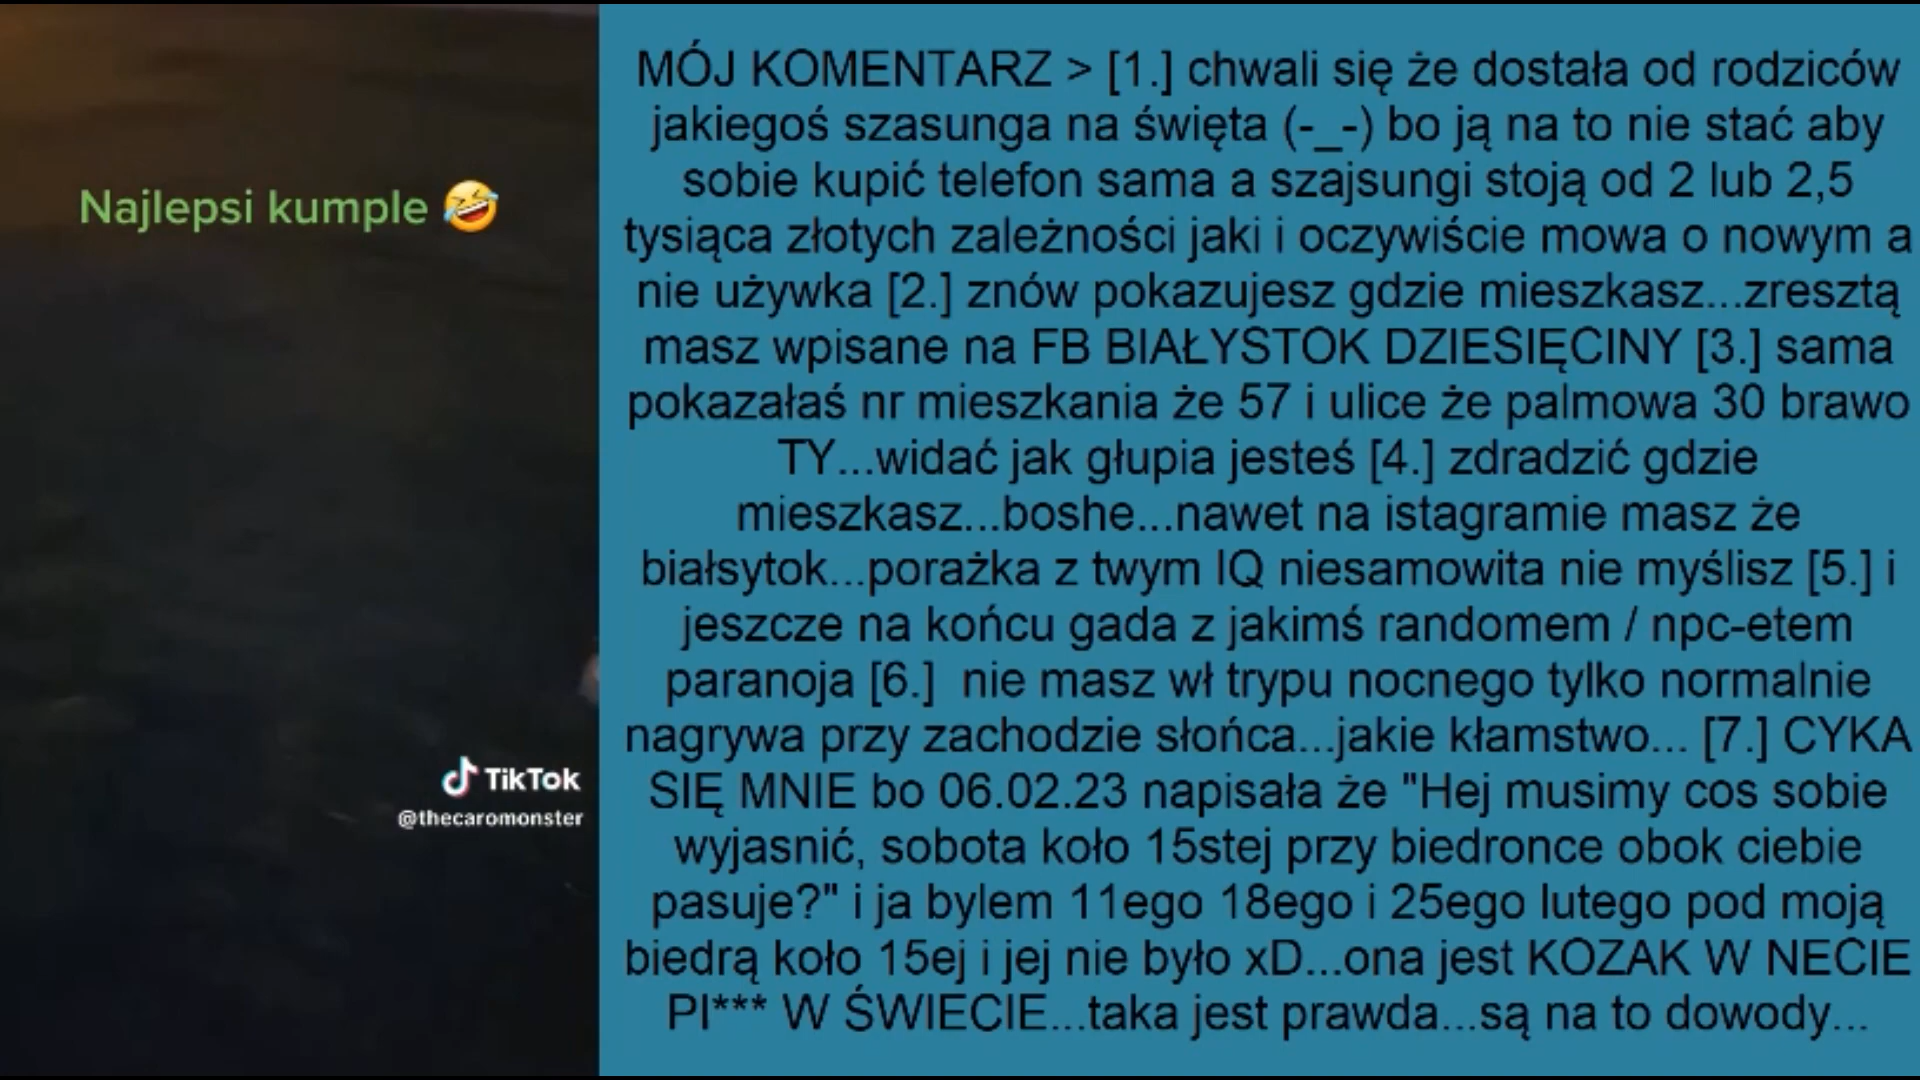 Najlepsi kumple 🤣
TikTok
@thecaromonster
MÓJ KOMENTARZ > [1.] chwali się że dostała od rodziców
jakiegoś szasunga na święta (-_-) bo ją na to nie stać aby
sobie kupić telefon sama a szajsungi stoją od 2 lub 2,5
tysiąca złotych zależności jaki i oczywiście mowa o nowym a
nie używka [2.] znów pokazujesz gdzie mieszkasz...zresztą
masz wpisane na FB BIAŁYSTOK DZIESIĘCINY [3.] sama
pokazałaś nr mieszkania że 57 i ulice że palmowa 30 brawo
TY...widać jak głupia jesteś [4.] zdradzić gdzie
mieszkasz...boshe...nawet na istagramie masz że
białsytok...porażka z twym IQ niesamowita nie myślisz [5.] i
jeszcze na końcu gada z jakimś randomem / npc-etem
paranoja [6.]  nie masz wł trypu nocnego tylko normalnie
nagrywa przy zachodzie słońca...jakie kłamstwo... [7.] CYKA
SIĘ MNIE bo 06.02.23 napisała że "Hej musimy cos sobie
wyjasnić, sobota koło 15stej przy biedronce obok ciebie
pasuje?" i ja bylem 11ego 18ego i 25ego lutego pod moją
biedrą koło 15ej i jej nie było xD...ona jest KOZAK W NECIE
PI*** W ŚWIECIE...taka jest prawda...są na to dowody...